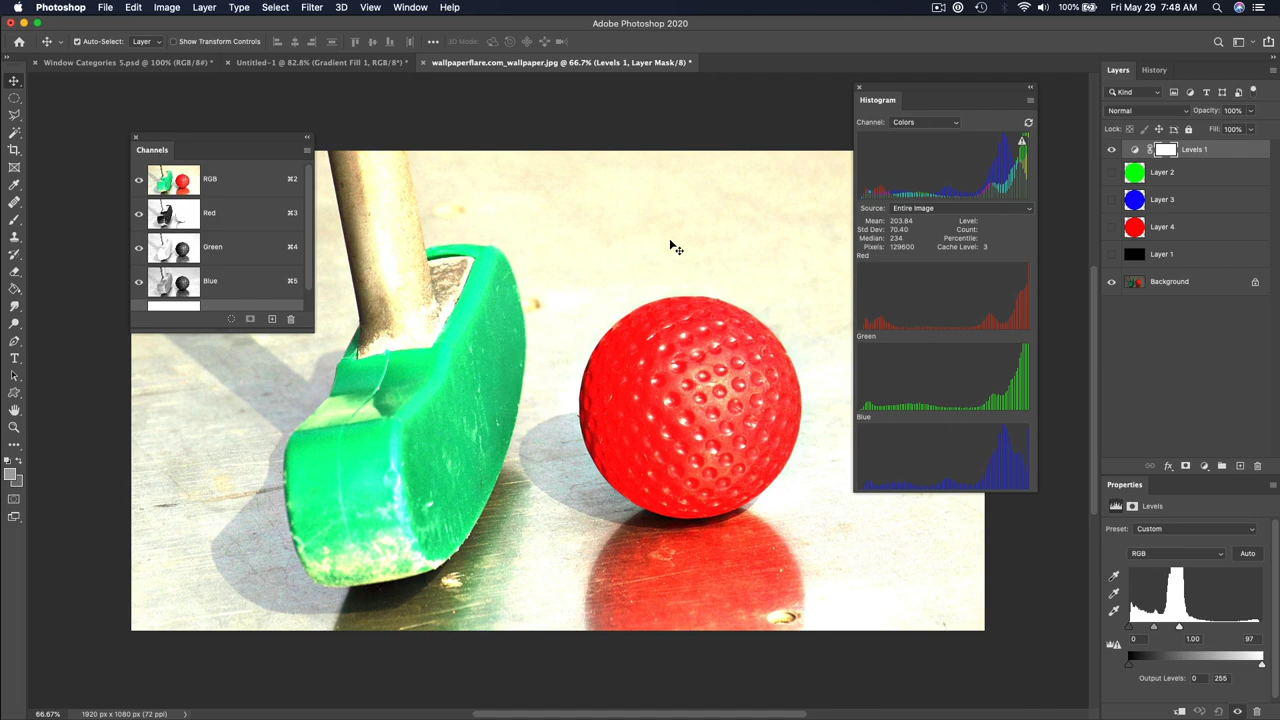 Photoshop File Edit Image Layer Type Select Filter 3D View Window Help 100% Fri May 29 7:48 AM
Adobe Photoshop 2020
Auto-Select: Layer Show Transform Controls 3D Mode:
Window Categories 5.psd @ 100% (RGB/8#) * Untitled-1 @ 82.8% (Gradient Fill 1, RGB/8*) * wallpaperflare.com_wallpaper.jpg @ 66.7% (Levels 1, Layer Mask/8) *
Channels
RGB ⌘2
Red ⌘3
Green ⌘4
Blue ⌘5
Histogram
Channel: Colors
Source: Entire Image
Mean: 203.84 Level:
Std Dev: 70.40 Count:
Median: 234 Percentile:
Pixels: 129600 Cache Level: 3
Red
Green
Blue
Layers History
Kind
Normal Opacity: 100%
Lock: Fill: 100%
Levels 1
Layer 2
Layer 3
Layer 4
Layer 1
Background
fx
Properties
Levels
Preset: Custom
RGB Auto
0 1.00 97
Output Levels: 0 255
66.67% 1920 px x 1080 px (72 ppi)